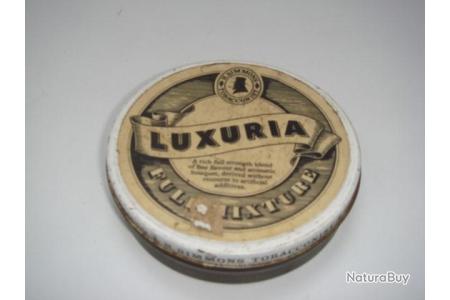 SIMMONS
TOBACCONIST
LUXURIA
A rich full strength blend
of fine flavour and aromatic
bouquet, derived without
recourse to artificial
additives.
FULL MIXTURE
SIMMONS TOBACCO
NaturaBuy